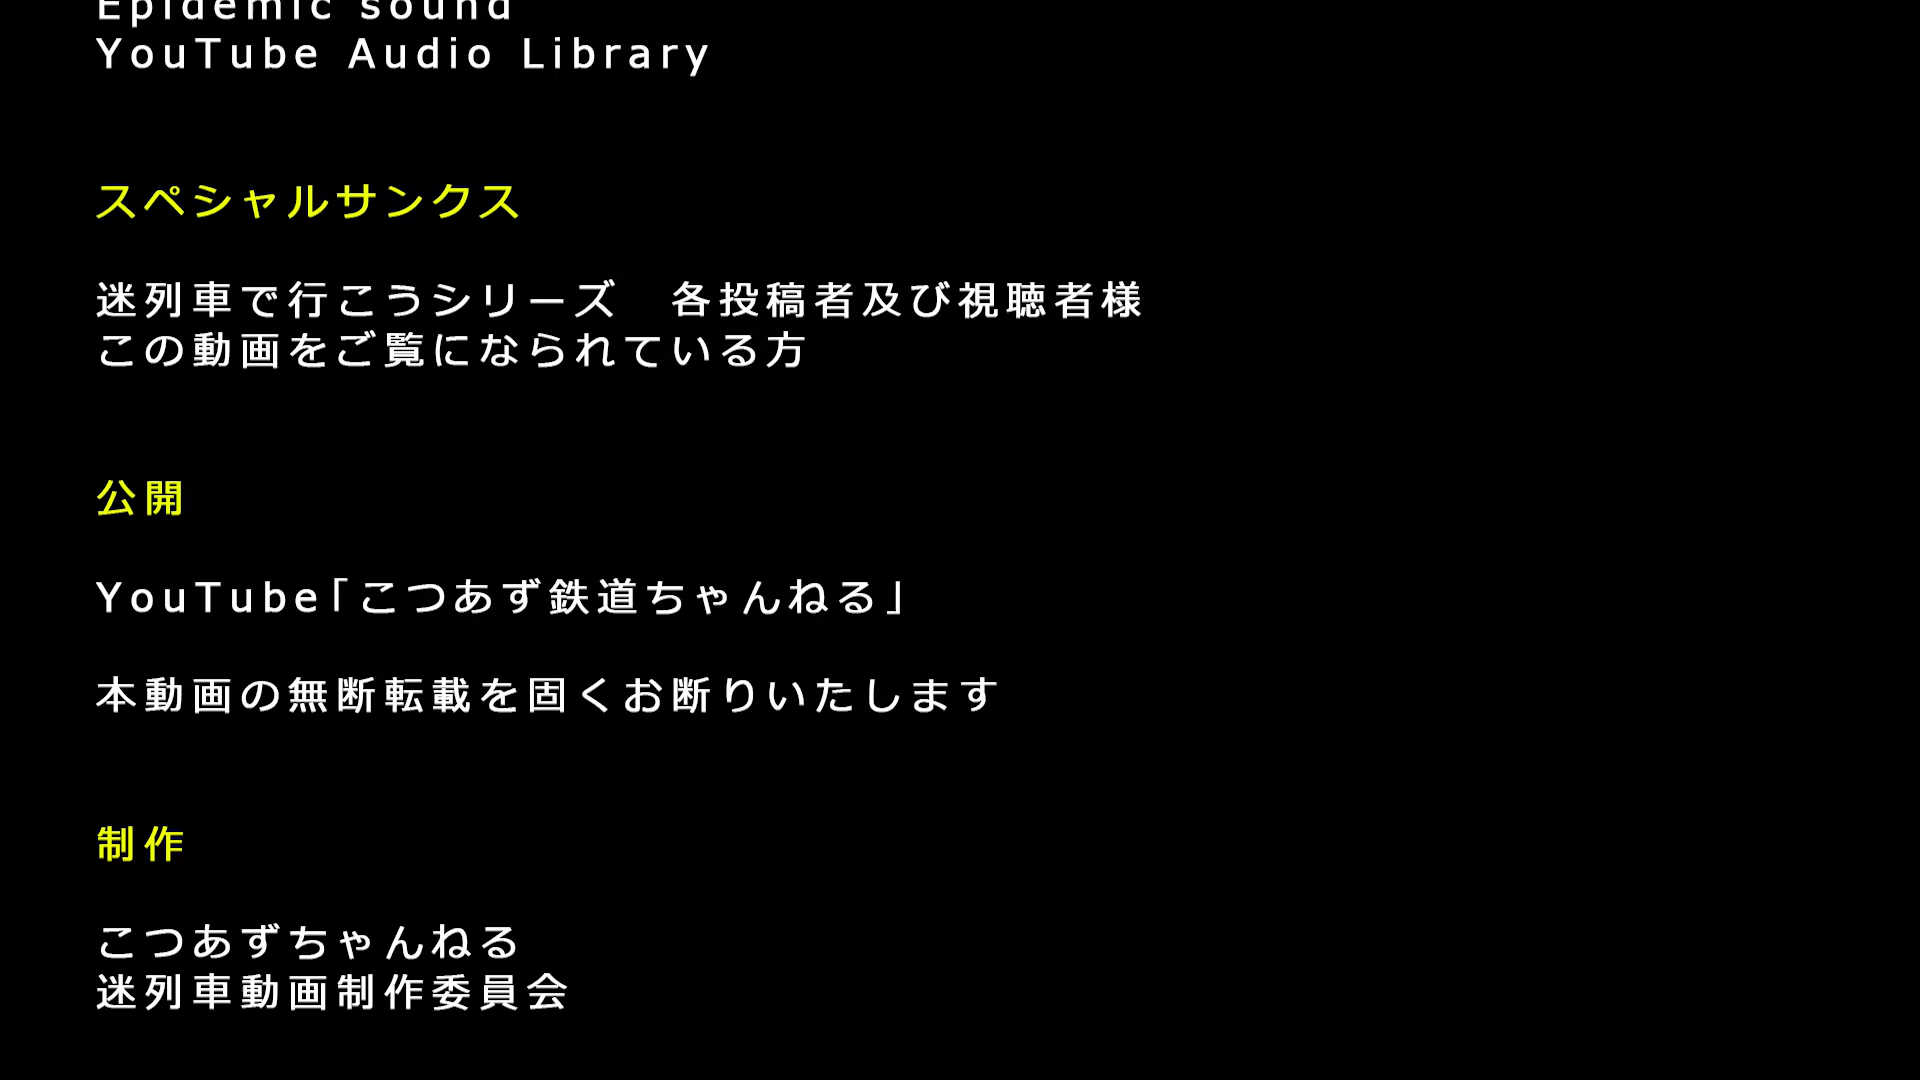 Epidemic sound
YouTube Audio Library
スペシャルサンクス
迷列車で行こうシリーズ　各投稿者及び視聴者様
この動画をご覧になられている方
公開
YouTube「こつあず鉄道ちゃんねる」
本動画の無断転載を固くお断りいたします
制作
こつあずちゃんねる
迷列車動画制作委員会